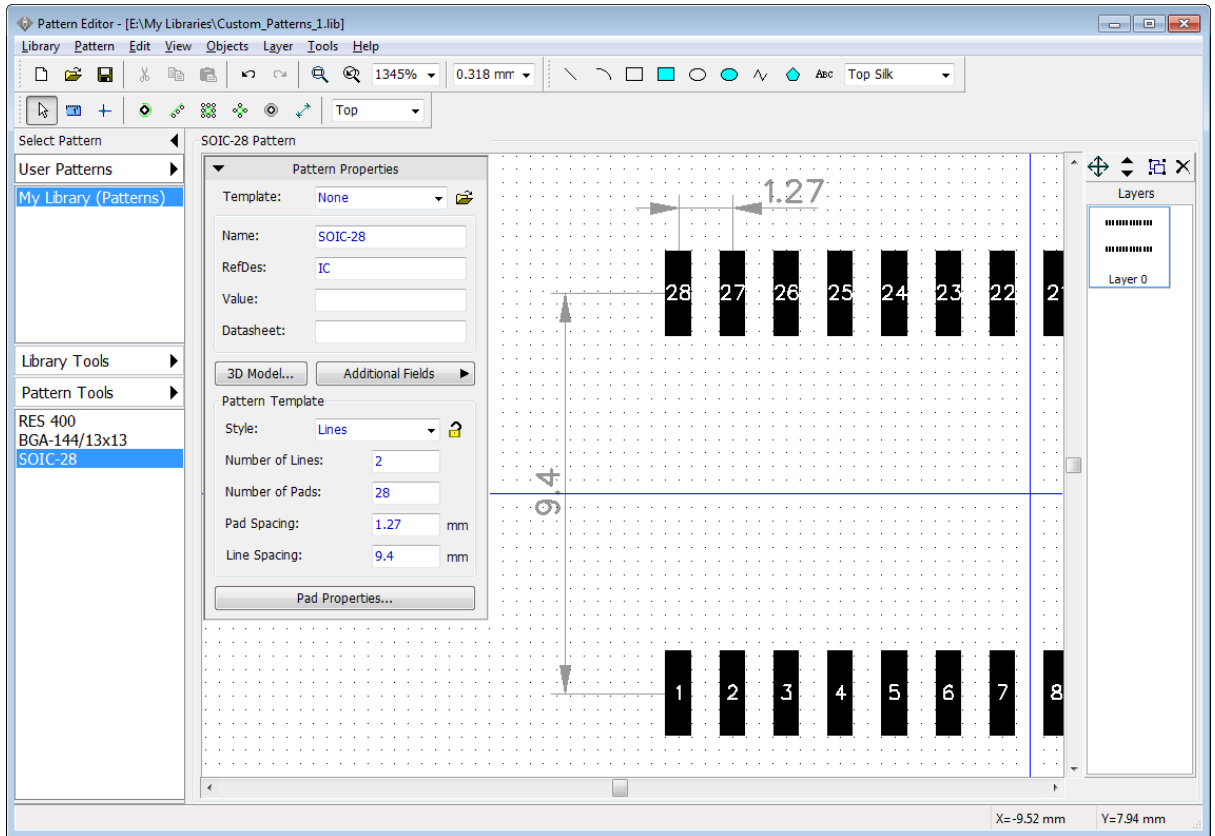 Pattern Editor - [E:\My Libraries\Custom_Patterns_1.lib]
Library Pattern Edit View Objects Layer Tools Help
1345% 0.318 mm ABC Top Silk
Top
Select Pattern
SOIC-28 Pattern
User Patterns
My Library (Patterns)
Library Tools
Pattern Tools
RES 400
BGA-144/13x13
SOIC-28
Pattern Properties
Template: None
Name: SOIC-28
RefDes: IC
Value:
Datasheet:
3D Model... Additional Fields
Pattern Template
Style: Lines
Number of Lines: 2
Number of Pads: 28
Pad Spacing: 1.27 mm
Line Spacing: 9.4 mm
Pad Properties...
1.27
28 27 26 25 24 23 22 21
9.4
1 2 3 4 5 6 7 8
Layers
Layer 0
X=-9.52 mm Y=7.94 mm